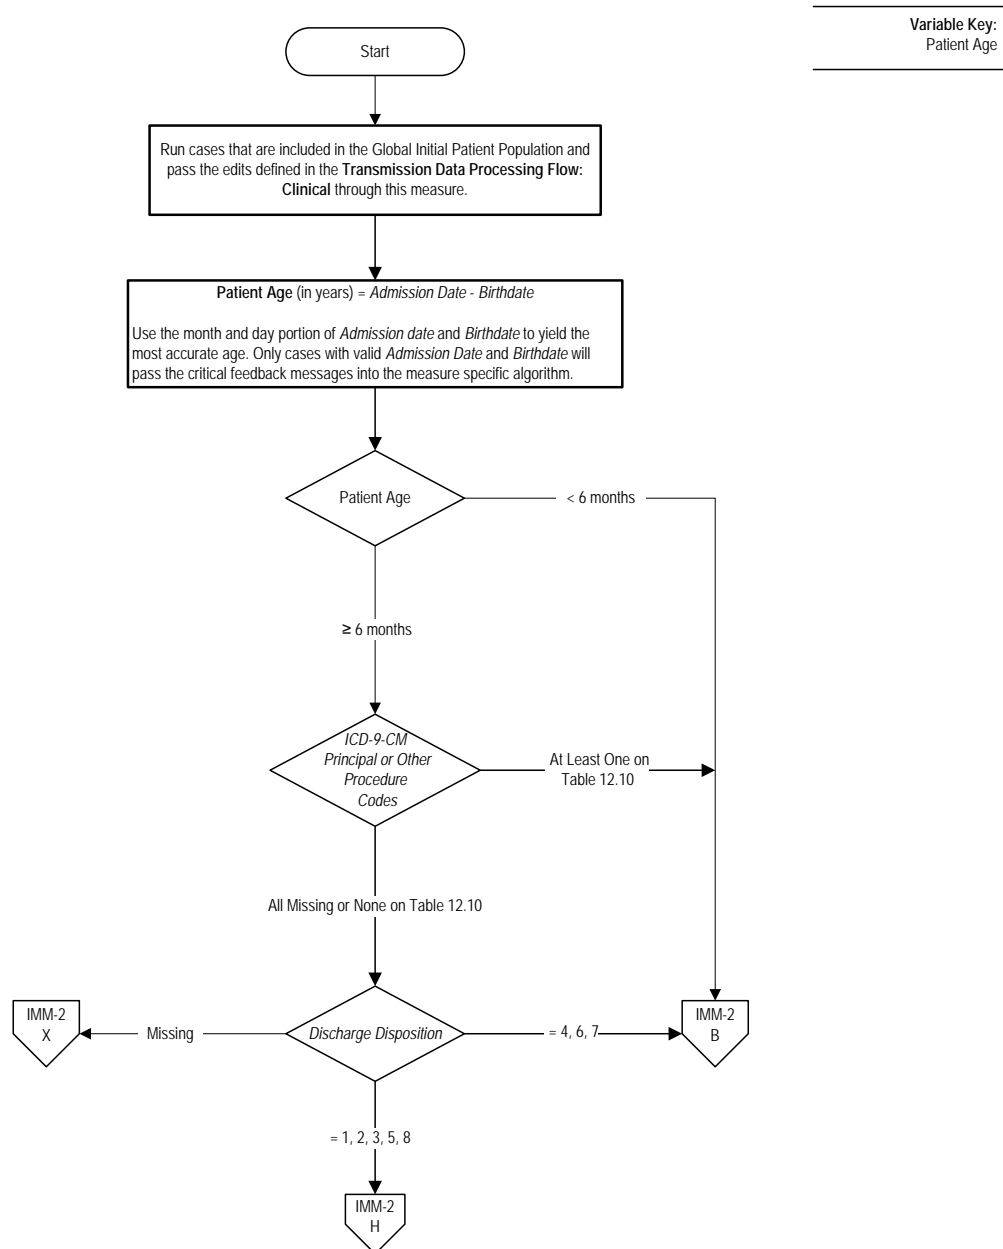 Variable Key:
Patient Age
Start
Run cases that are included in the Global Initial Patient Population and
pass the edits defined in the Transmission Data Processing Flow:
Clinical through this measure.
Patient Age (in years) = Admission Date - Birthdate
Use the month and day portion of Admission date and Birthdate to yield the
most accurate age. Only cases with valid Admission Date and Birthdate will
pass the critical feedback messages into the measure specific algorithm.
Patient Age
< 6 months
≥ 6 months
ICD-9-CM
Principal or Other
Procedure
Codes
At Least One on
Table 12.10
All Missing or None on Table 12.10
IMM-2
X
Missing
Discharge Disposition
= 4, 6, 7
IMM-2
B
= 1, 2, 3, 5, 8
IMM-2
H